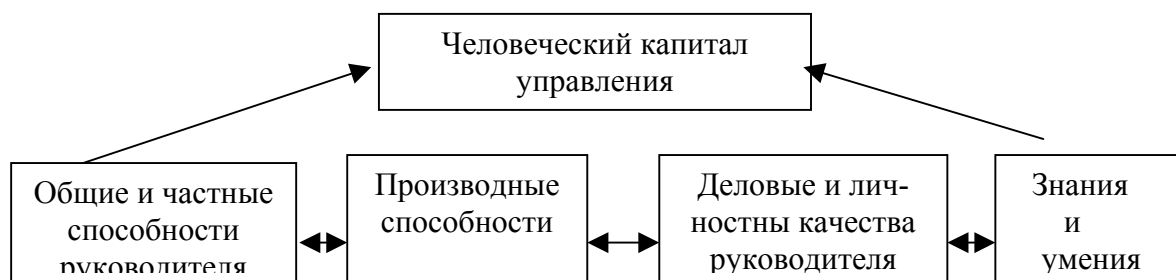 Человеческий капитал
управления
Общие и частные
способности
руководителя
Производные
способности
Деловые и лич-
ностны качества
руководителя
Знания
и
умения